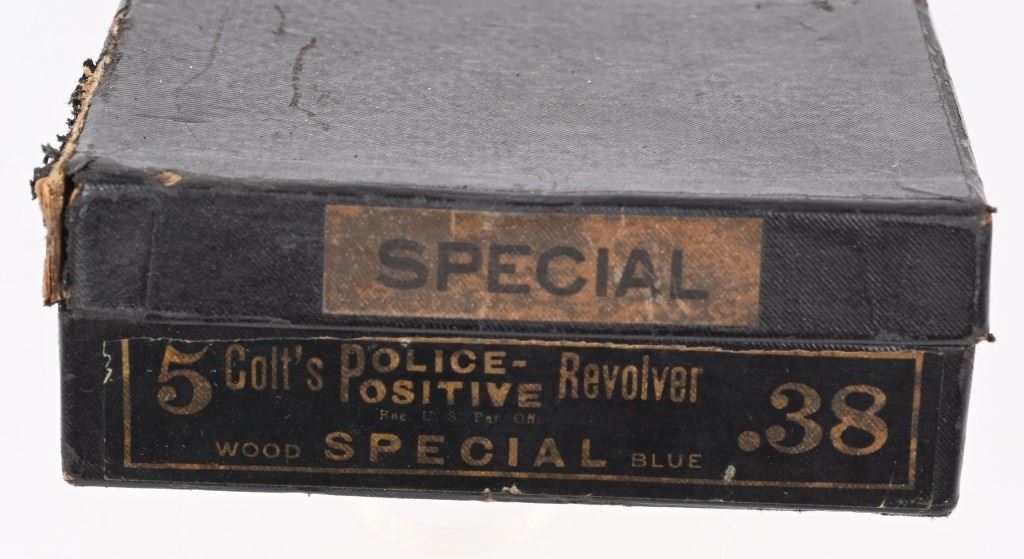 SPECIAL
5 Colt's POLICE-POSITIVE Revolver .38
Reg. U. S. Pat. Off.
WOOD SPECIAL BLUE